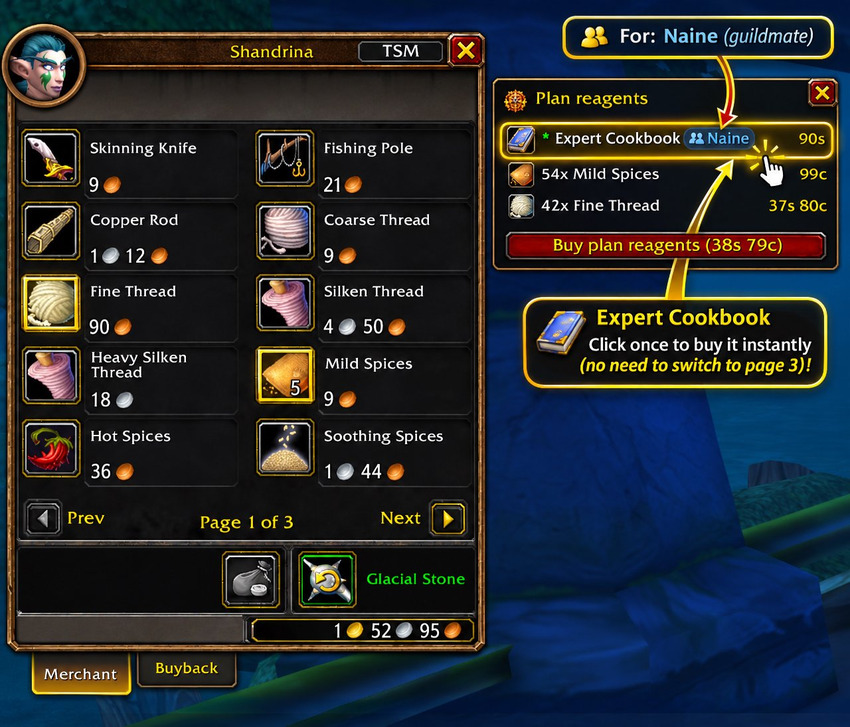 For: Naine (guildmate)
Shandrina
TSM
Plan reagents
* Expert Cookbook Naine 90s
54x Mild Spices 99c
42x Fine Thread 37s 80c
Buy plan reagents (38s 79c)
Expert Cookbook
Click once to buy it instantly
(no need to switch to page 3)!
Skinning Knife
9
Fishing Pole
21
Copper Rod
1 12
Coarse Thread
9
Fine Thread
90
Silken Thread
4 50
Heavy Silken
Thread
18
Mild Spices
5
9
Hot Spices
36
Soothing Spices
1 44
Prev
Page 1 of 3
Next
Glacial Stone
1 52 95
Merchant
Buyback